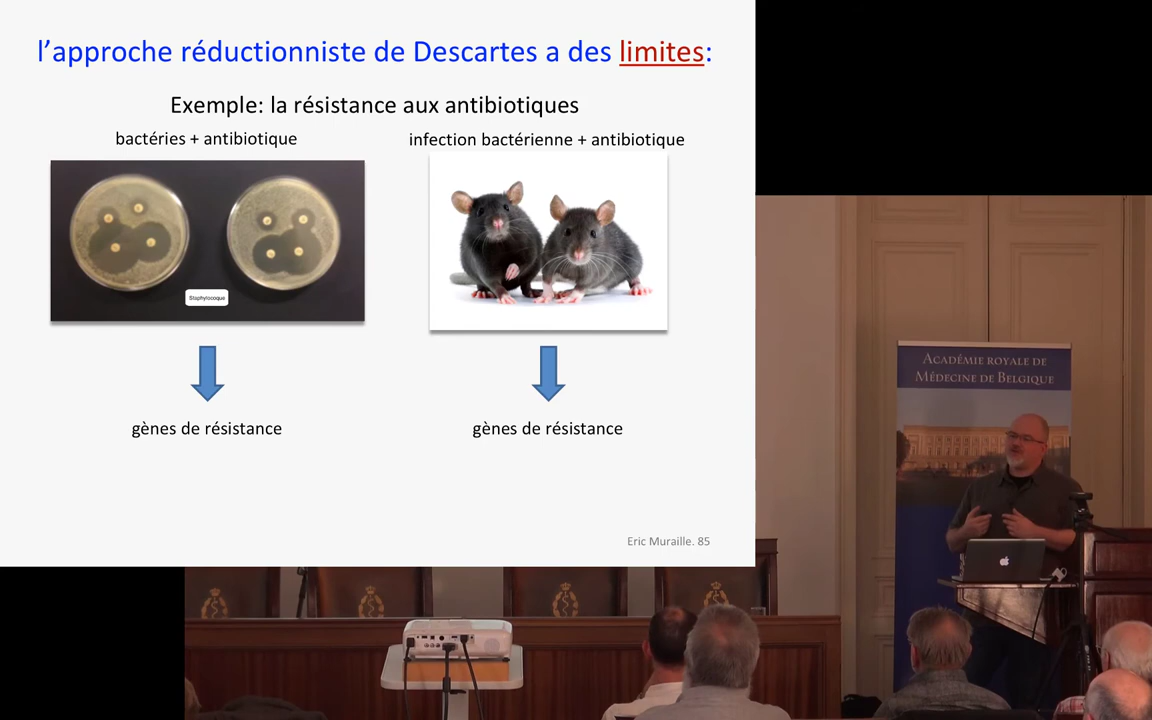 l'approche réductionniste de Descartes a des limites:
Exemple: la résistance aux antibiotiques
bactéries + antibiotique
infection bactérienne + antibiotique
Staphylocoque
gènes de résistance
gènes de résistance
Eric Muraille. 85
Académie royale de
Médecine de Belgique